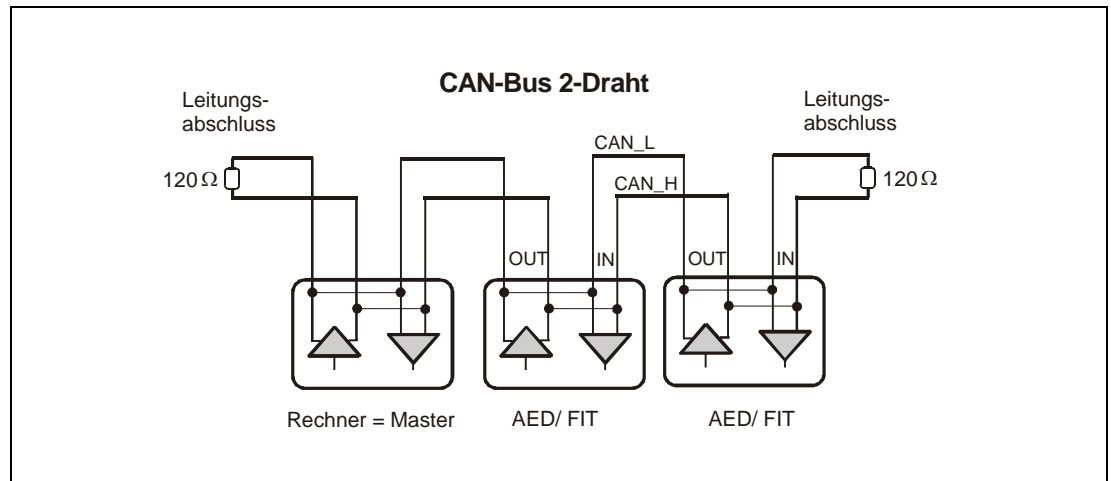 CAN-Bus 2-Draht
Leitungs-
abschluss
Leitungs-
abschluss
CAN_L
120 Ω
CAN_H
120 Ω
OUT
IN
OUT
IN
Rechner = Master
AED/ FIT
AED/ FIT